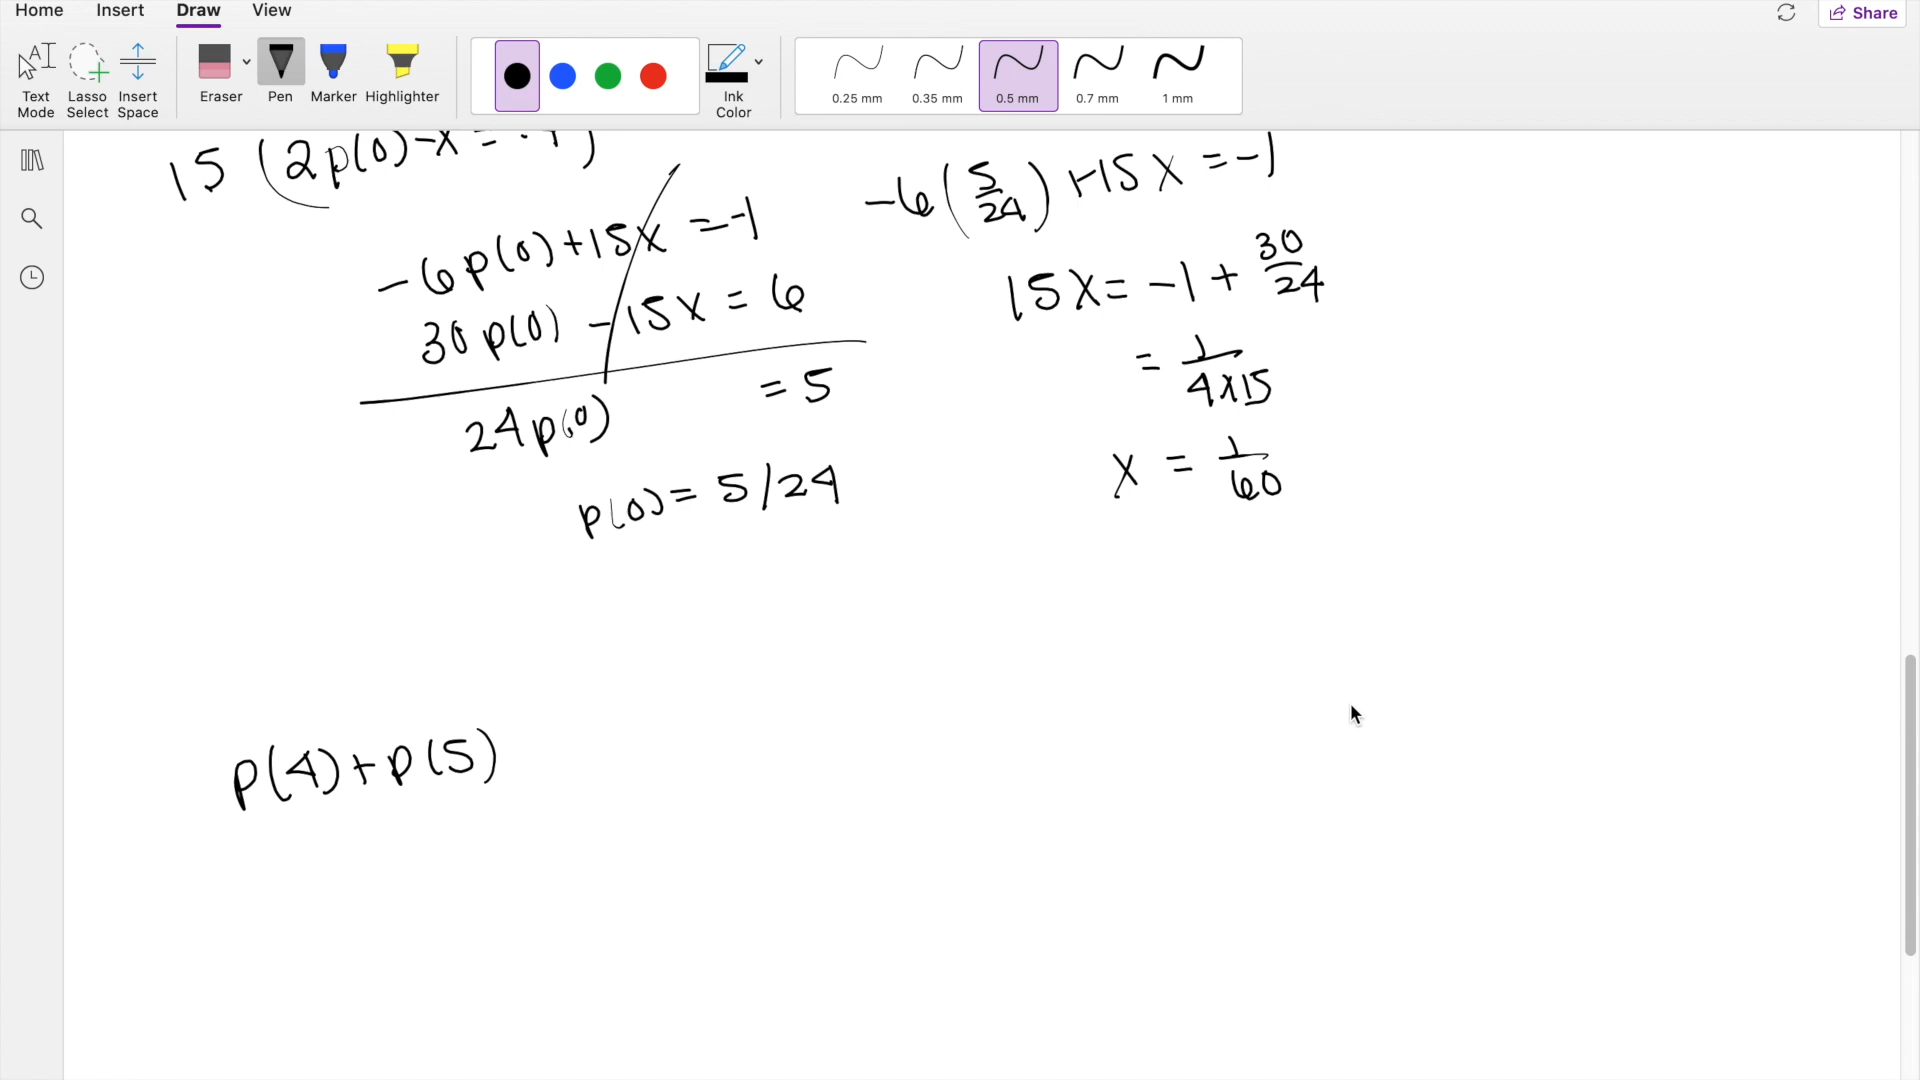 Home Insert Draw View
Share
Text Mode
Lasso Select
Insert Space
Eraser
Pen
Marker
Highlighter
Ink Color
0.25 mm
0.35 mm
0.5 mm
0.7 mm
1 mm
15 (2p(0)-x =
-6p(0)+15x =-1
30p(0) -15x = 6
24p(0) = 5
p(0)= 5/24
-6(5/24)+15x =-1
15x= -1+ 30/24
= 1/4x15
x = 1/60
p(4)+p(5)